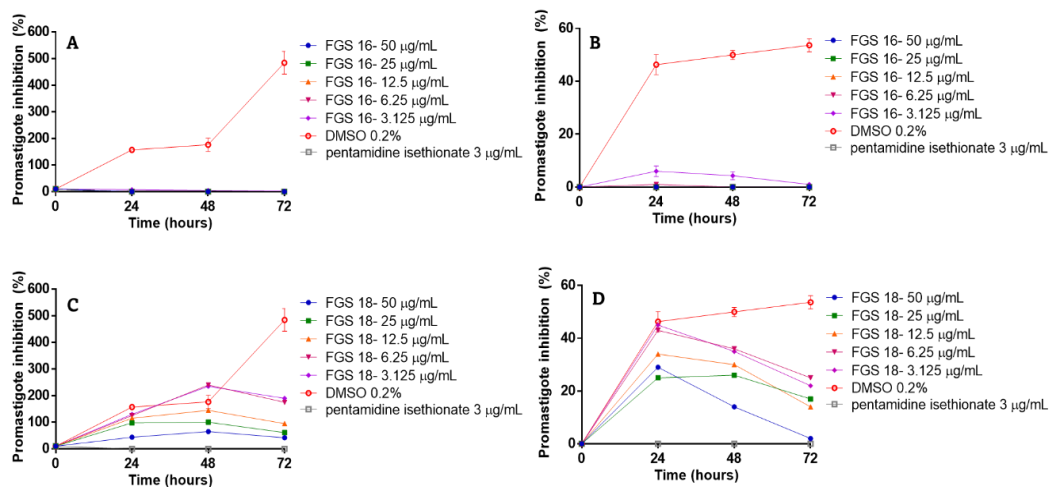 A
Promastigote inhibition (%)
600
500
400
300
200
100
0
0 24 48 72
Time (hours)
FGS 16- 50 µg/mL
FGS 16- 25 µg/mL
FGS 16- 12.5 µg/mL
FGS 16- 6.25 µg/mL
FGS 16- 3.125 µg/mL
DMSO 0.2%
pentamidine isethionate 3 µg/mL
B
Promastigote inhibition (%)
60
40
20
0
0 24 48 72
Time (hours)
FGS 16- 50 µg/mL
FGS 16- 25 µg/mL
FGS 16- 12.5 µg/mL
FGS 16- 6.25 µg/mL
FGS 16- 3.125 µg/mL
DMSO 0.2%
pentamidine isethionate 3 µg/mL
C
Promastigote inhibition (%)
600
500
400
300
200
100
0
0 24 48 72
Time (hours)
FGS 18- 50 µg/mL
FGS 18- 25 µg/mL
FGS 18- 12.5 µg/mL
FGS 18- 6.25 µg/mL
FGS 18- 3.125 µg/mL
DMSO 0.2%
pentamidine isethionate 3 µg/mL
D
Promastigote inhibition (%)
60
40
20
0
0 24 48 72
Time (hours)
FGS 18- 50 µg/mL
FGS 18- 25 µg/mL
FGS 18- 12.5 µg/mL
FGS 18- 6.25 µg/mL
FGS 18- 3.125 µg/mL
DMSO 0.2%
pentamidine isethionate 3 µg/mL